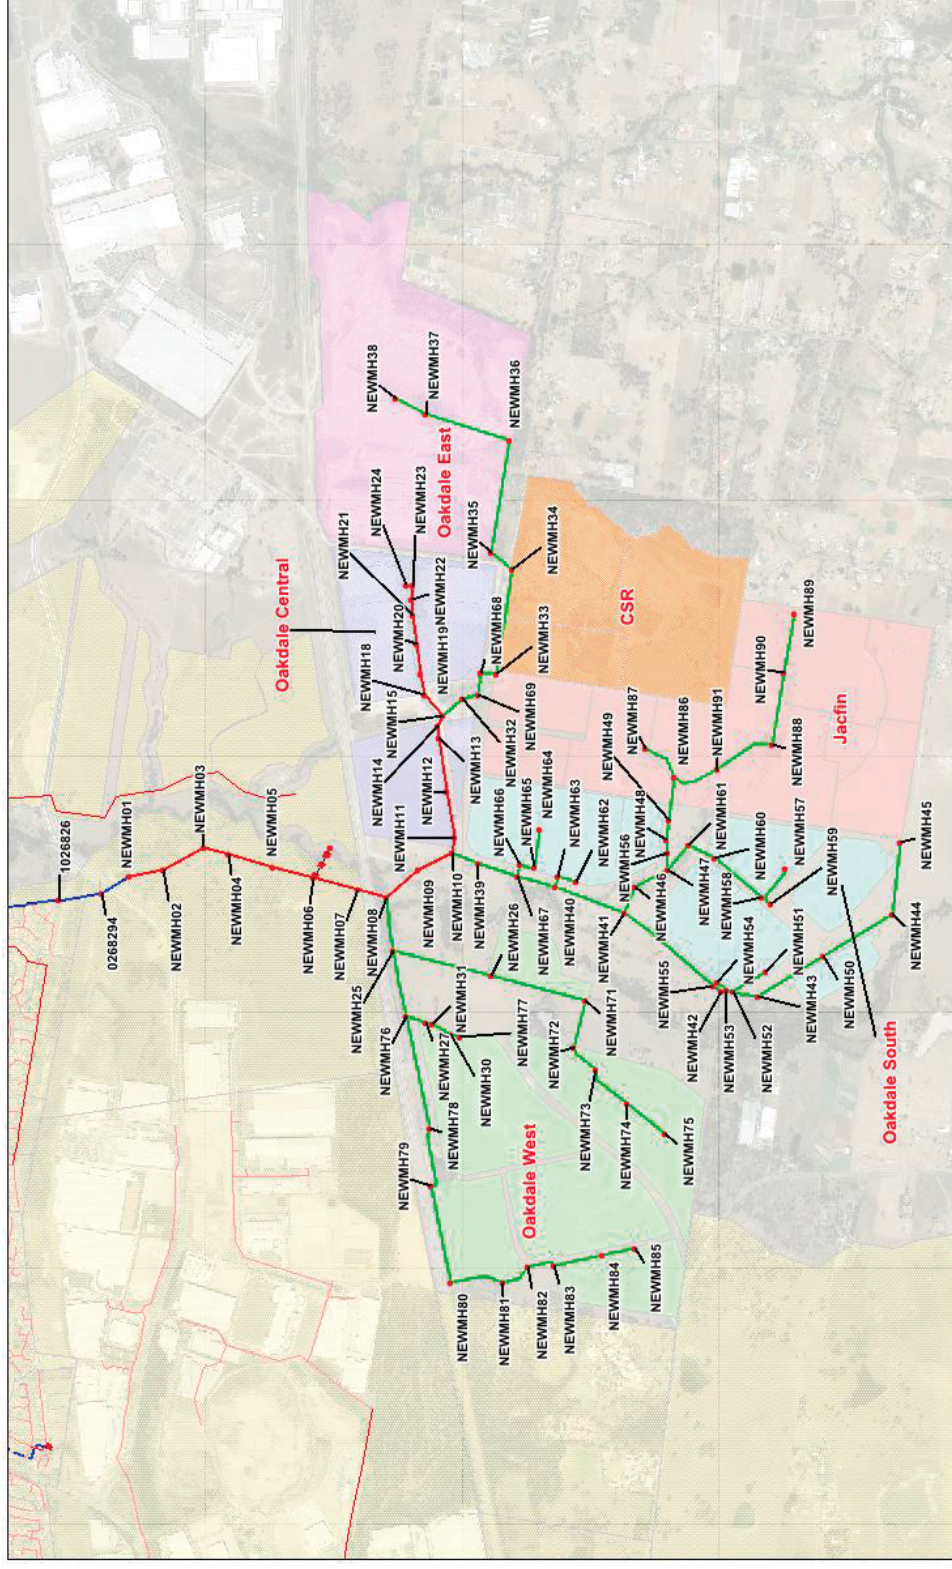 1026826
0268294
NEWMH01
NEWMH02
NEWMH03
NEWMH04
NEWMH05
NEWMH06
NEWMH07
NEWMH08
Oakdale Central
NEWMH38
NEWMH37
NEWMH36
Oakdale East
NEWMH24
NEWMH23
NEWMH21
NEWMH22
NEWMH20
NEWMH19
NEWMH18
NEWMH15
NEWMH14
NEWMH13
NEWMH12
NEWMH11
NEWMH10
NEWMH09
NEWMH35
NEWMH34
NEWMH68
NEWMH33
NEWMH69
NEWMH32
CSR
NEWMH39
NEWMH26
NEWMH67
NEWMH66
NEWMH65
NEWMH64
NEWMH63
NEWMH62
NEWMH40
NEWMH41
NEWMH25
NEWMH76
NEWMH31
NEWMH27
NEWMH30
NEWMH77
NEWMH78
NEWMH79
NEWMH80
NEWMH81
NEWMH82
NEWMH83
NEWMH84
NEWMH85
Oakdale West
NEWMH72
NEWMH71
NEWMH73
NEWMH74
NEWMH75
NEWMH49
NEWMH48
NEWMH56
NEWMH46
NEWMH47
NEWMH87
NEWMH86
NEWMH91
NEWMH90
NEWMH89
NEWMH88
Jacfin
NEWMH61
NEWMH58
NEWMH60
NEWMH57
NEWMH59
NEWMH55
NEWMH42
NEWMH53
NEWMH52
NEWMH54
NEWMH51
NEWMH43
NEWMH50
NEWMH44
NEWMH45
Oakdale South